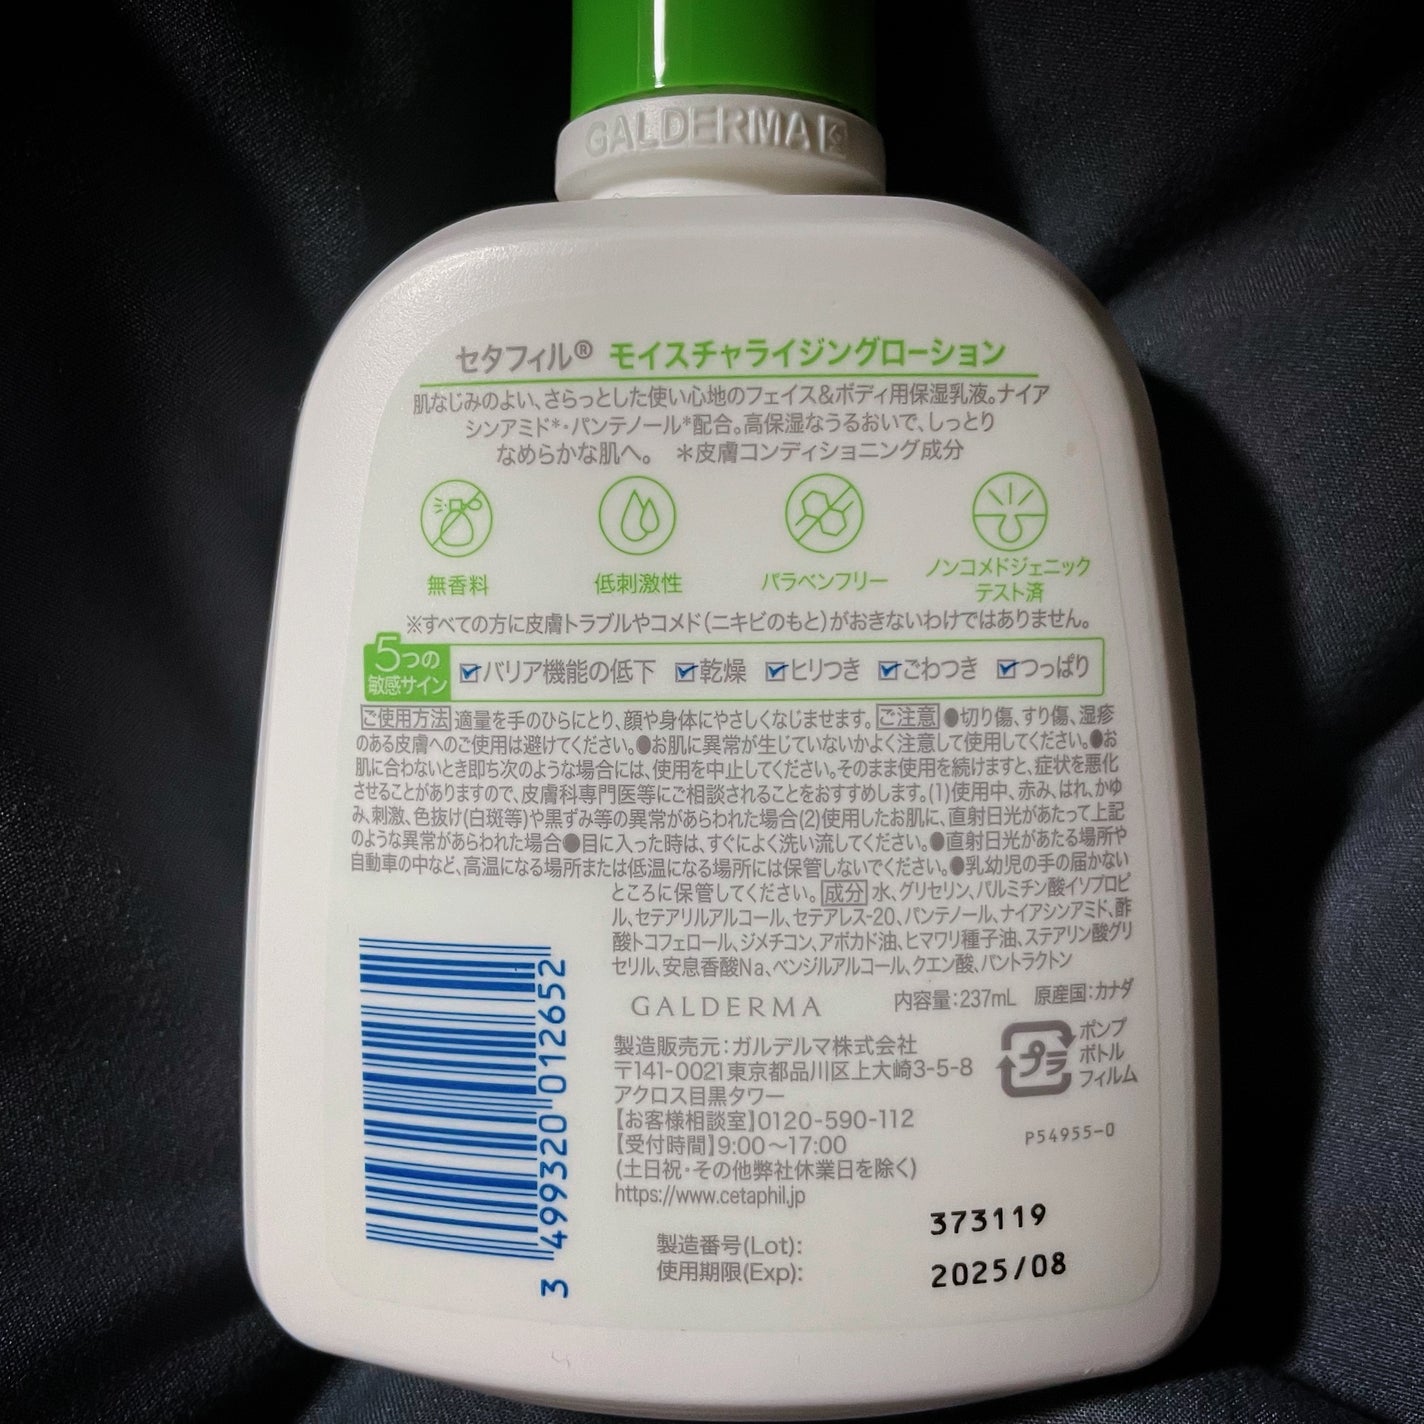 GALDERMA
セタフィル® モイスチャライジングローション
肌なじみのよい、さらっとした使い心地のフェイス&ボディ用保湿乳液。ナイア
シンアミド*・パンテノール*配合。高保湿なうるおいで、しっとり
なめらかな肌へ。 *皮膚コンディショニング成分
無香料 低刺激性 パラベンフリー ノンコメドジェニック
テスト済
※すべての方に皮膚トラブルやコメド(ニキビのもと)がおきないわけではありません。
5つの
敏感サイン
バリア機能の低下 乾燥 ヒリつき ごわつき つっぱり
ご使用方法 適量を手のひらにとり、顔や身体にやさしくなじませます。 ご注意 ●切り傷、すり傷、湿疹
のある皮膚へのご使用は避けてください。●お肌に異常が生じていないかよく注意して使用してください。●お
肌に合わないとき即ち次のような場合には、使用を中止してください。そのまま使用を続けますと、症状を悪化
させることがありますので、皮膚科専門医等にご相談されることをおすすめします。(1)使用中、赤み、はれ、かゆ
み、刺激、色抜け(白斑等)や黒ずみ等の異常があらわれた場合(2)使用したお肌に、直射日光があたって上記
のような異常があらわれた場合●目に入った時は、すぐによく洗い流してください。●直射日光があたる場所や
自動車の中など、高温になる場所または低温になる場所には保管しないでください。●乳幼児の手の届かない
ところに保管してください。 成分 水、グリセリン、パルミチン酸イソプロピ
ル、セテアリルアルコール、セテアレス-20、パンテノール、ナイアシンアミド、酢
酸トコフェロール、ジメチコン、アボカド油、ヒマワリ種子油、ステアリン酸グリ
セリル、安息香酸Na、ベンジルアルコール、クエン酸、パントラクトン
GALDERMA 内容量:237mL 原産国:カナダ
製造販売元:ガルデルマ株式会社
〒141-0021東京都品川区上大崎3-5-8
アクロス目黒タワー
【お客様相談室】0120-590-112
【受付時間】9:00〜17:00
(土日祝・その他弊社休業日を除く)
https://www.cetaphil.jp
プラ
ポンプ
ボトル
フィルム
P54955-0
3 499320 012652
製造番号(Lot): 373119
使用期限(Exp): 2025/08